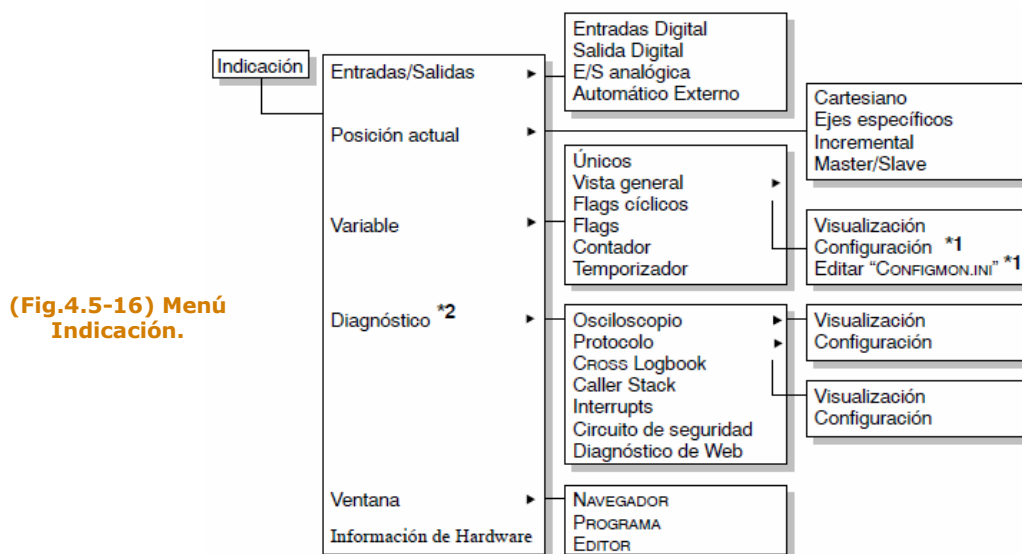 Indicación
Entradas/Salidas
Posición actual
Variable
Diagnóstico *2
Ventana
Información de Hardware
Entradas Digital
Salida Digital
E/S analógica
Automático Externo
Cartesiano
Ejes específicos
Incremental
Master/Slave
Únicos
Vista general
Flags cíclicos
Flags
Contador
Temporizador
Visualización
Configuración *1
Editar “CONFIGMON.INI” *1
Osciloscopio
Protocolo
CROSS Logbook
Caller Stack
Interrupts
Circuito de seguridad
Diagnóstico de Web
Visualización
Configuración
Visualización
Configuración
NAVEGADOR
PROGRAMA
EDITOR
(Fig.4.5-16) Menú
Indicación.